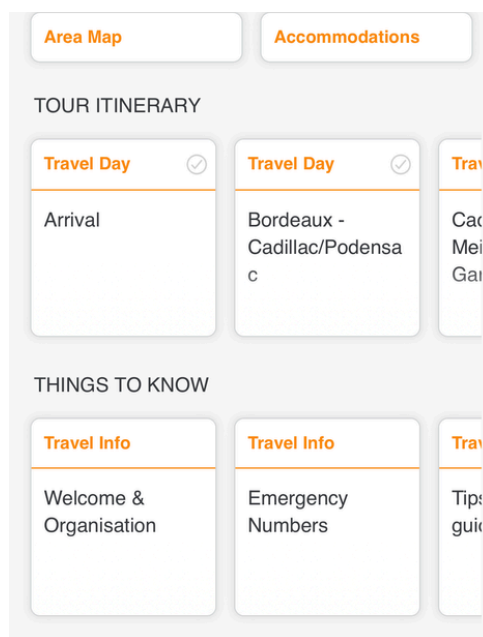 Area Map
Accommodations
TOUR ITINERARY
Travel Day
Travel Day
Arrival
Bordeaux -
Cadillac/Podensa
c
THINGS TO KNOW
Travel Info
Travel Info
Welcome &
Organisation
Emergency
Numbers